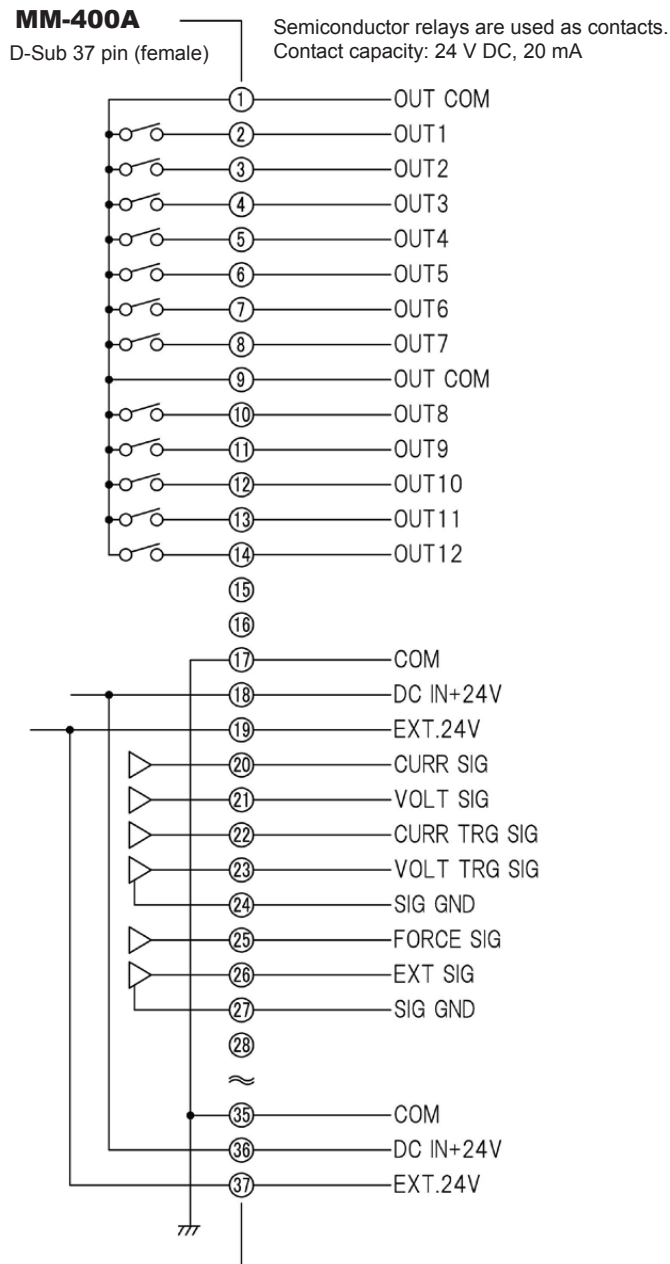 MM-400A
D-Sub 37 pin (female)
Semiconductor relays are used as contacts.
Contact capacity: 24 V DC, 20 mA
1 OUT COM
2 OUT1
3 OUT2
4 OUT3
5 OUT4
6 OUT5
7 OUT6
8 OUT7
9 OUT COM
10 OUT8
11 OUT9
12 OUT10
13 OUT11
14 OUT12
15
16
17 COM
18 DC IN+24V
19 EXT.24V
20 CURR SIG
21 VOLT SIG
22 CURR TRG SIG
23 VOLT TRG SIG
24 SIG GND
25 FORCE SIG
26 EXT SIG
27 SIG GND
28
≈
35 COM
36 DC IN+24V
37 EXT.24V